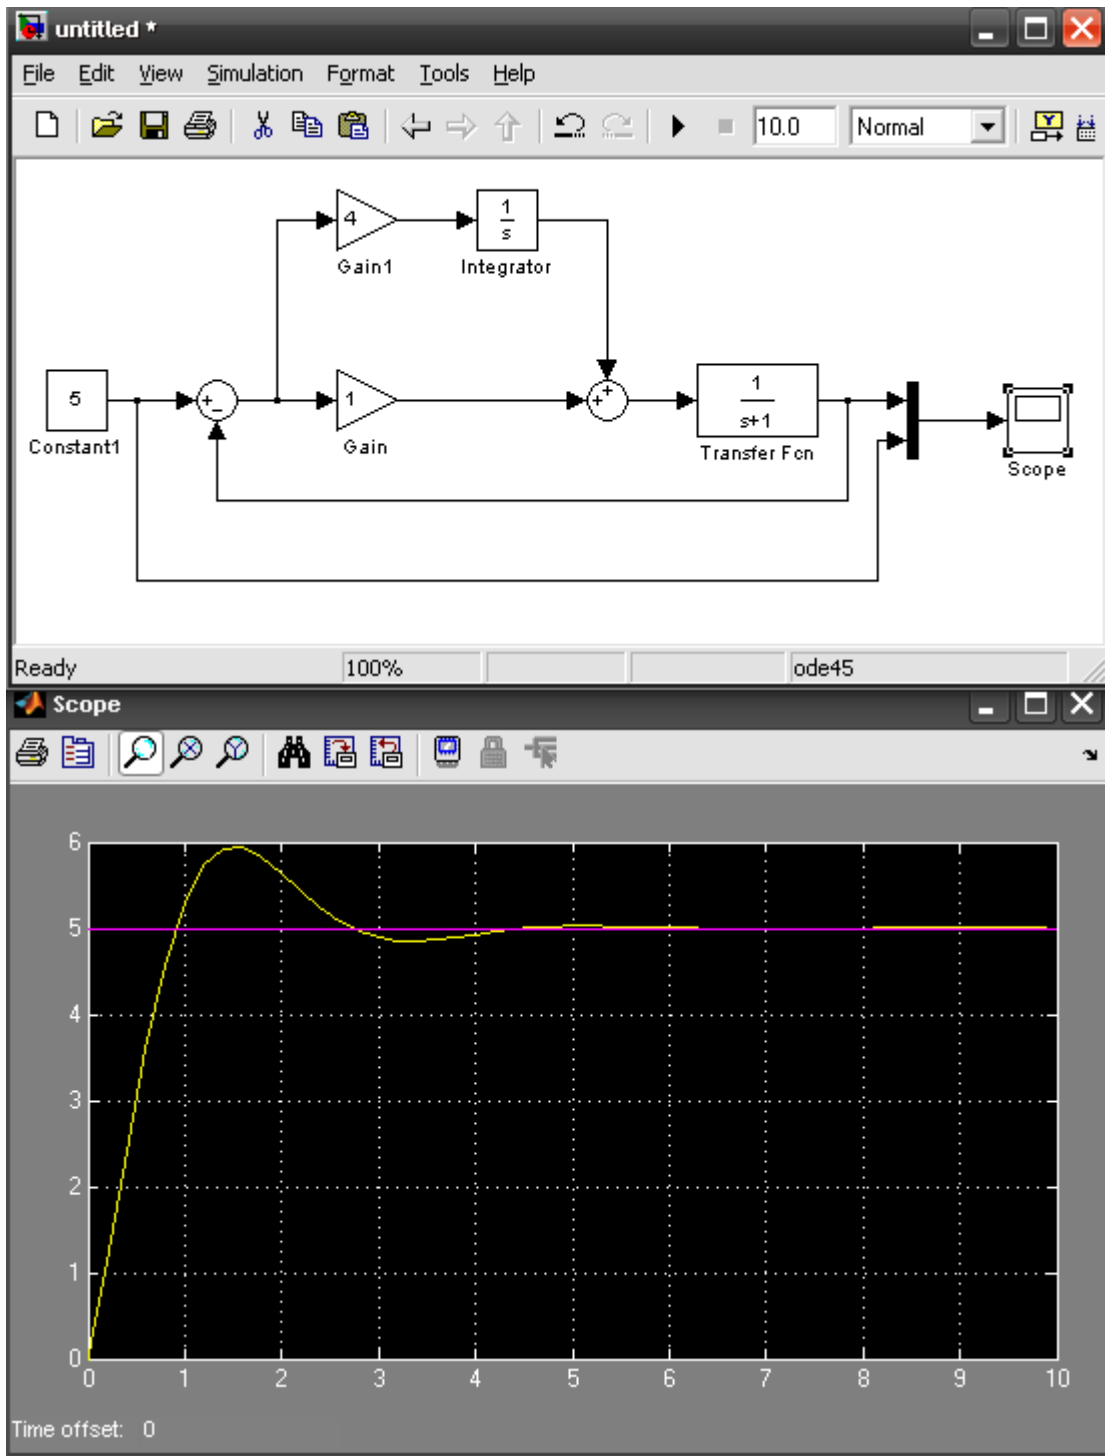 untitled *
File Edit View Simulation Format Tools Help
10.0 Normal
4
1
s
Gain1 Integrator
5
1
1
s+1
Constant1 Gain Transfer Fcn
Scope
Ready 100% ode45
Scope
6
5
4
3
2
1
0
0 1 2 3 4 5 6 7 8 9 10
Time offset: 0